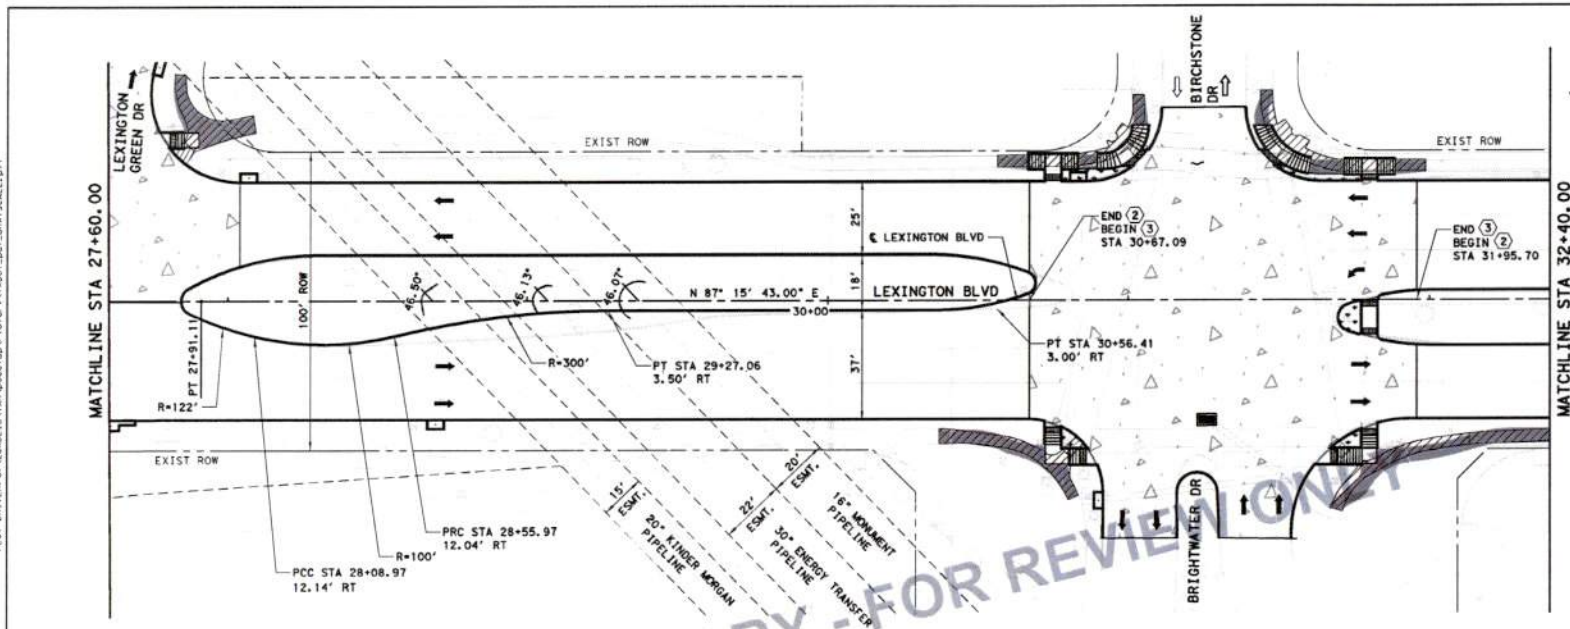 MATCHLINE STA 27+60.00
LEXINGTON
GREEN DR
EXIST ROW
BIRCHSTONE
DR
EXIST ROW
MATCHLINE STA 32+40.00
100' ROW
25'
18'
37'
℄ LEXINGTON BLVD
END 2
BEGIN 3
STA 30+67.09
END 3
BEGIN 2
STA 31+95.70
46.50°
46.13°
46.07°
N 87° 15' 43.00" E
LEXINGTON BLVD
30+00
PT 27+91.11
R=122'
R=300'
PT STA 29+27.06
3.50' RT
PT STA 30+56.41
3.00' RT
EXIST ROW
PRC STA 28+55.97
12.04' RT
R=100'
PCC STA 28+08.97
12.14' RT
15'
ESMT.
20" KINDER MORGAN
PIPELINE
22'
ESMT.
30" ENERGY TRANSFER
PIPELINE
20'
ESMT.
16" MONUMENT
PIPELINE
BRIGHTWATER DR
- FOR REVIEW ONLY